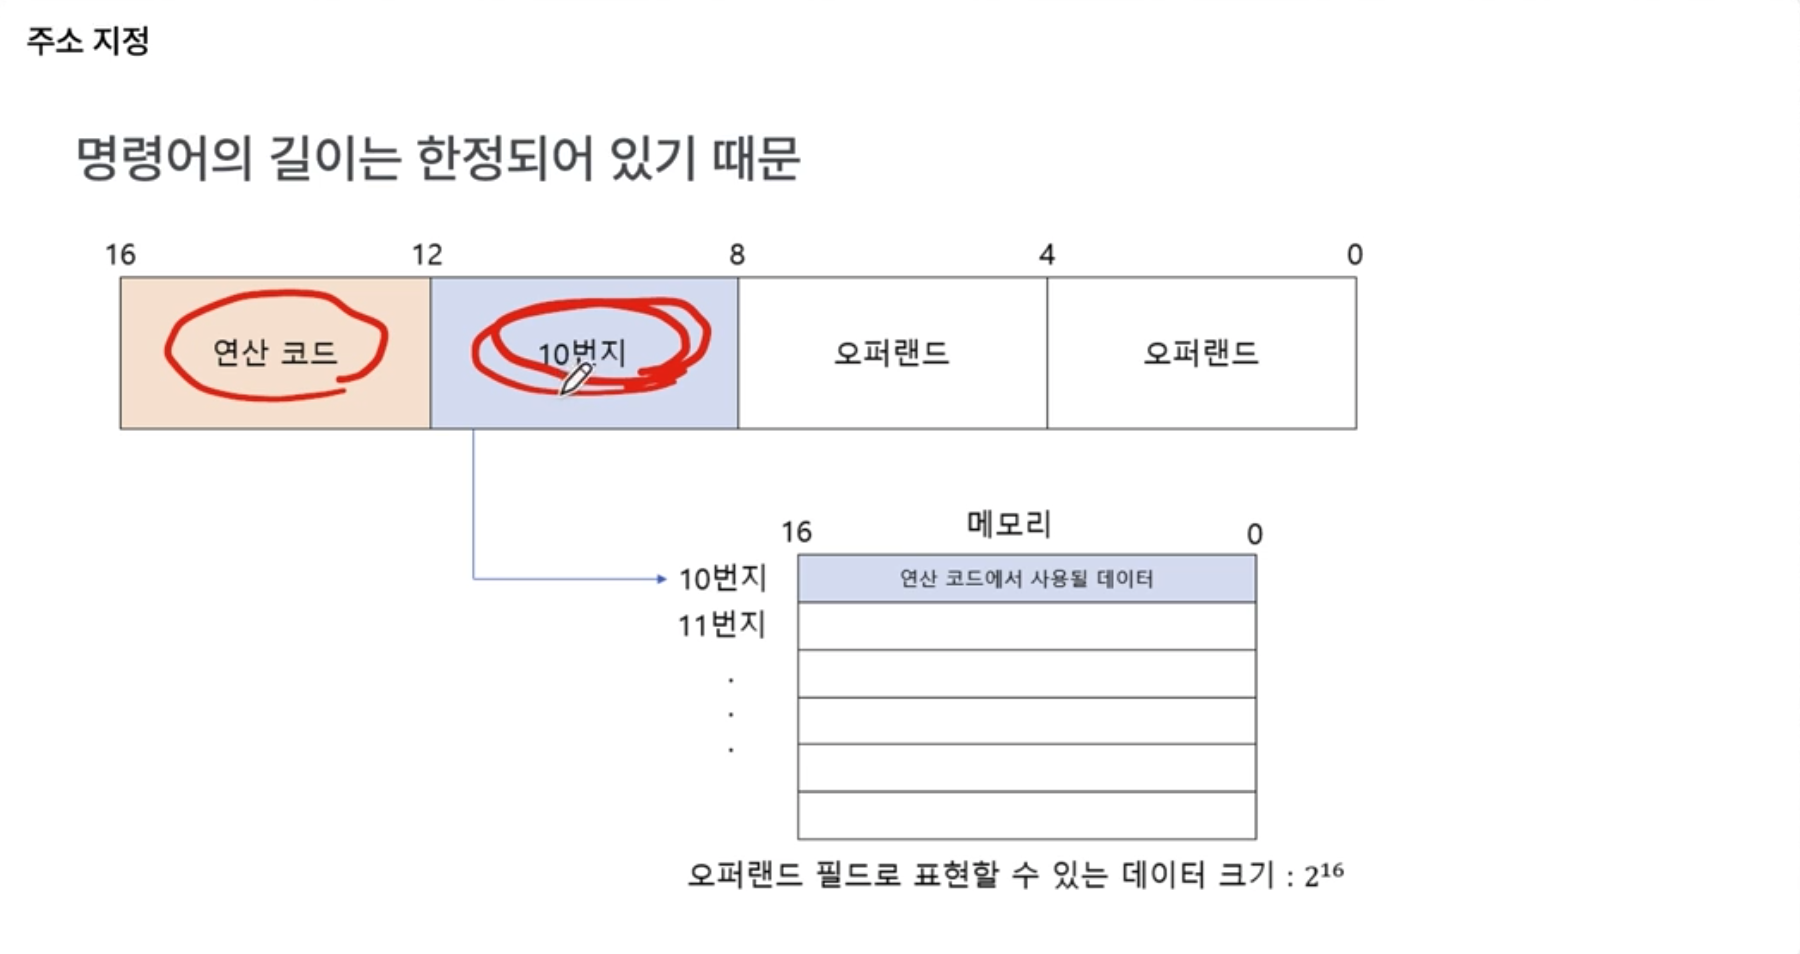 주소 지정
명령어의 길이는 한정되어 있기 때문
16 12 8 4 0
연산 코드 10번지 오퍼랜드 오퍼랜드
16 메모리 0
10번지 연산 코드에서 사용될 데이터
11번지
.
.
.
오퍼랜드 필드로 표현할 수 있는 데이터 크기 : 2¹⁶